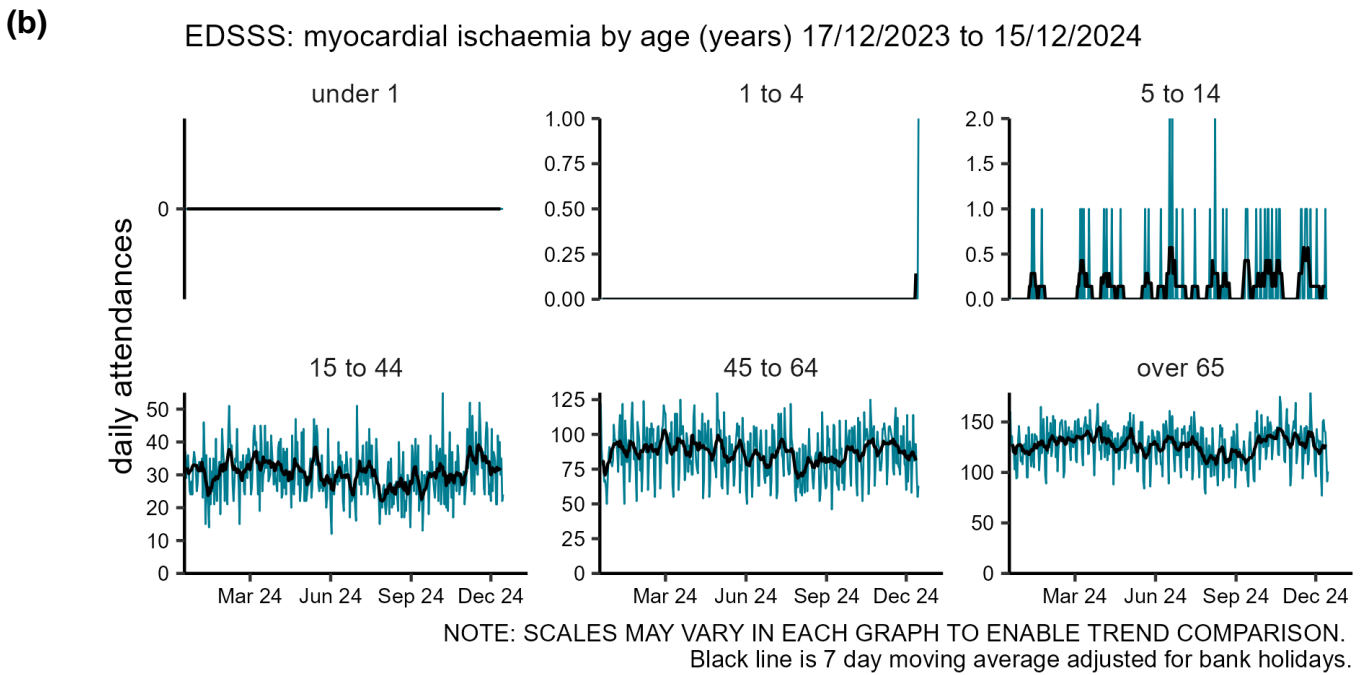 (b)
EDSSS: myocardial ischaemia by age (years) 17/12/2023 to 15/12/2024
daily attendances
under 1
0
1 to 4
1.00
0.75
0.50
0.25
0.00
5 to 14
2.0
1.5
1.0
0.5
0.0
15 to 44
50
40
30
20
10
0
Mar 24 Jun 24 Sep 24 Dec 24
45 to 64
125
100
75
50
25
0
Mar 24 Jun 24 Sep 24 Dec 24
over 65
150
100
50
0
Mar 24 Jun 24 Sep 24 Dec 24
NOTE: SCALES MAY VARY IN EACH GRAPH TO ENABLE TREND COMPARISON.
Black line is 7 day moving average adjusted for bank holidays.